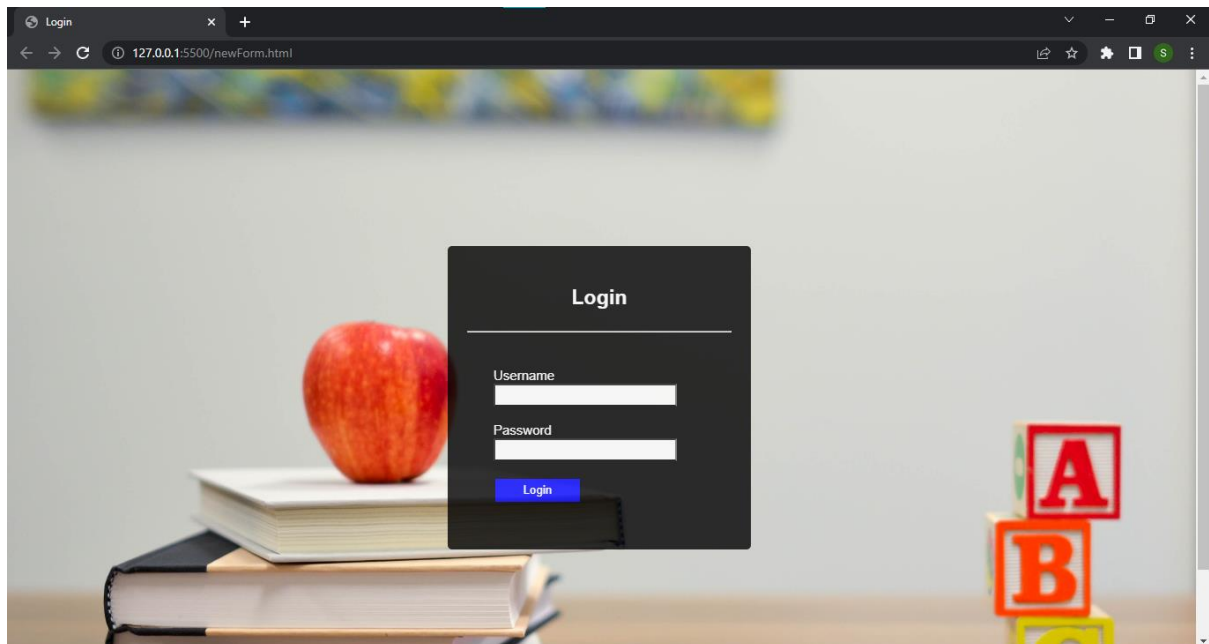 Login
127.0.0.1:5500/newForm.html
S
Login
Username
Password
Login
A
B
C